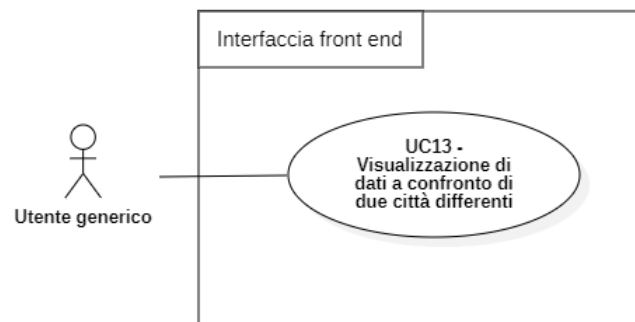 Interfaccia front end
UC13 -
Visualizzazione di
dati a confronto di
due città differenti
Utente generico